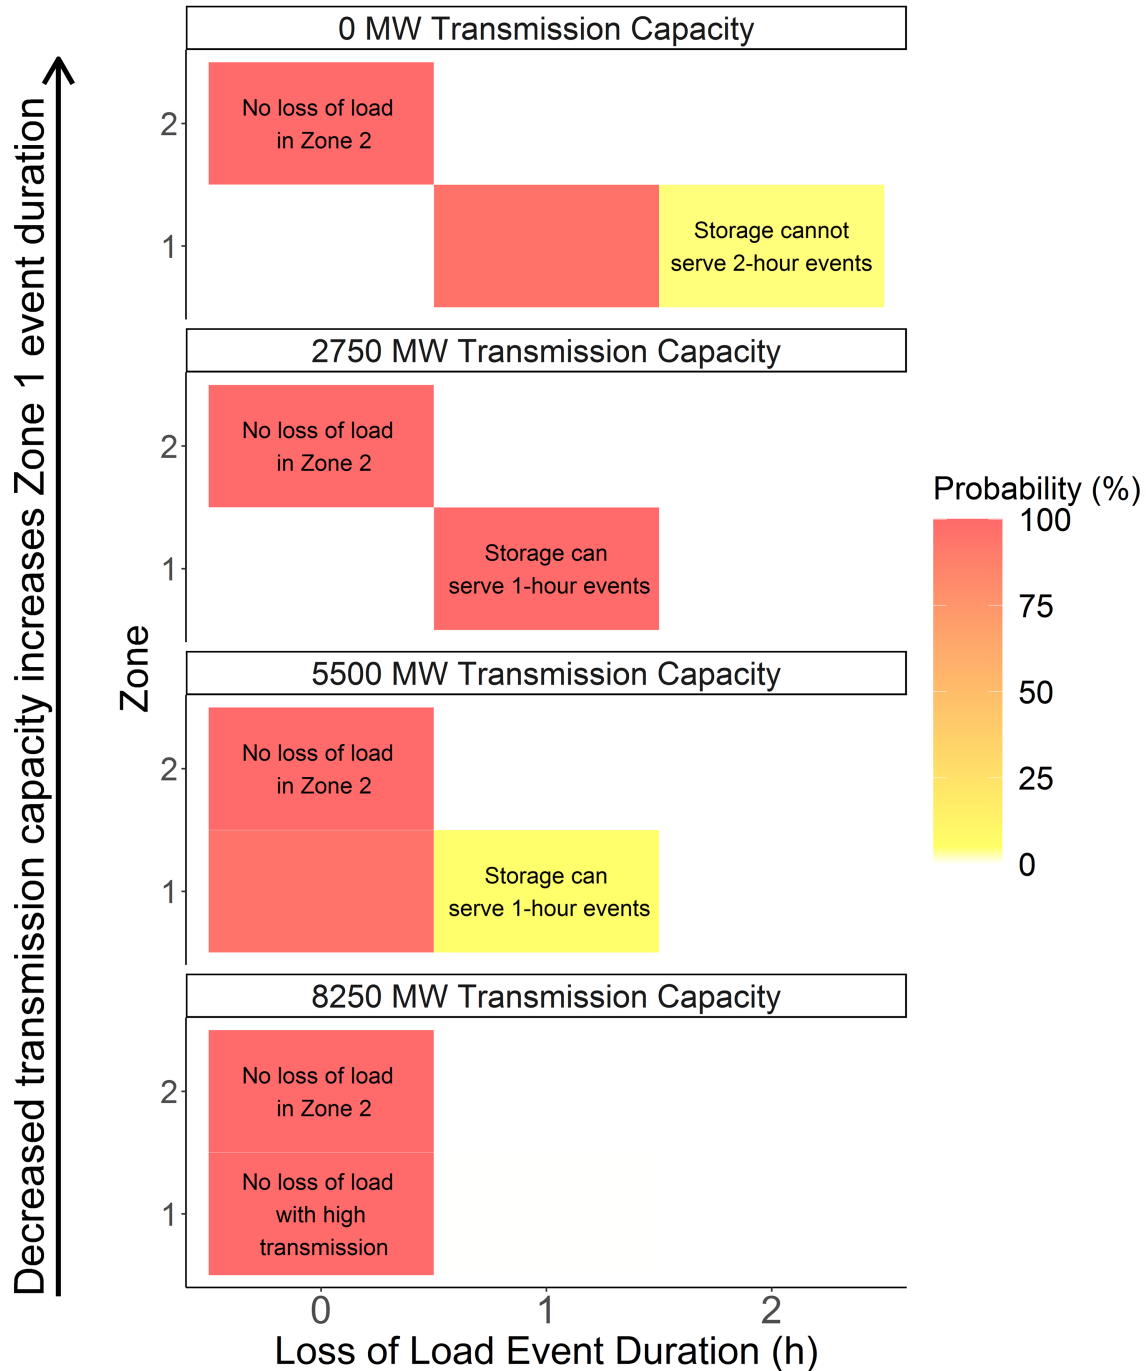 Decreased transmission capacity increases Zone 1 event duration
Zone
0 MW Transmission Capacity
2
No loss of load
in Zone 2
1
Storage cannot
serve 2-hour events
2750 MW Transmission Capacity
2
No loss of load
in Zone 2
1
Storage can
serve 1-hour events
5500 MW Transmission Capacity
2
No loss of load
in Zone 2
1
Storage can
serve 1-hour events
8250 MW Transmission Capacity
2
No loss of load
in Zone 2
1
No loss of load
with high
transmission
0 1 2
Loss of Load Event Duration (h)
Probability (%)
100
75
50
25
0